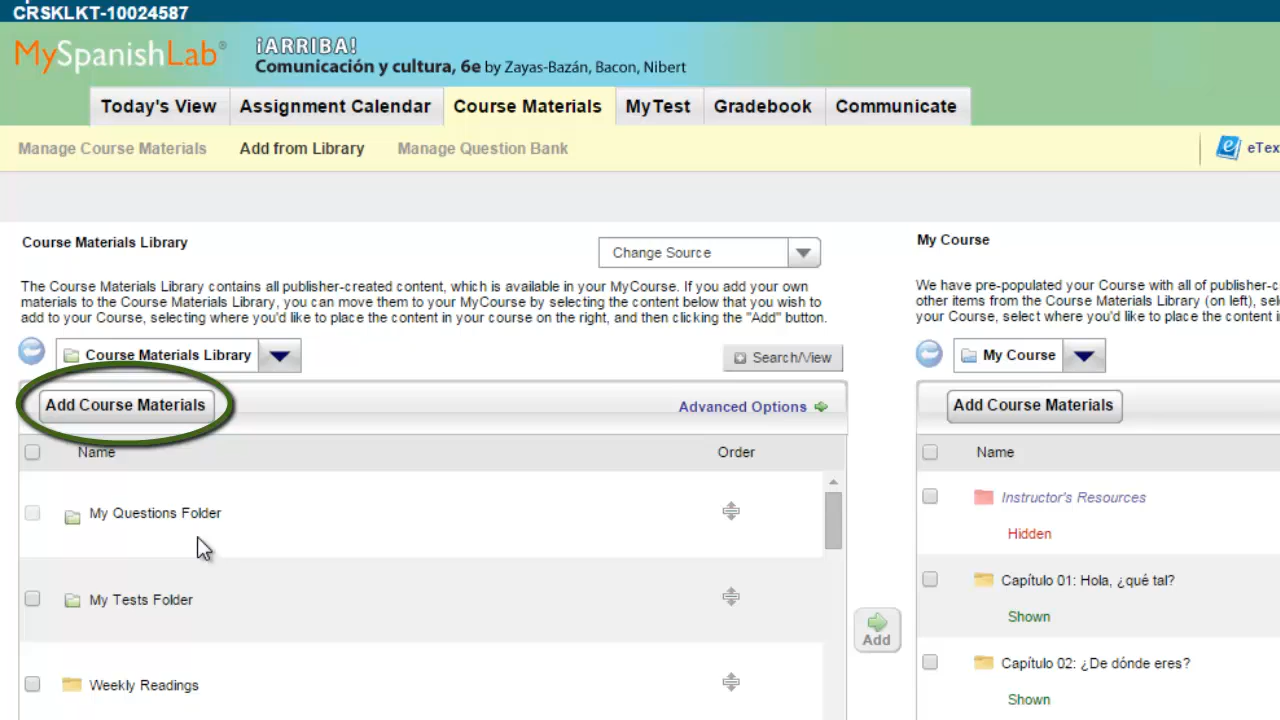 CRSKLKT-10024587
MySpanishLab®
¡ARRIBA!
Comunicación y cultura, 6e by Zayas-Bazán, Bacon, Nibert
Today's View
Assignment Calendar
Course Materials
MyTest
Gradebook
Communicate
Manage Course Materials
Add from Library
Manage Question Bank
eTex
Course Materials Library
Change Source
The Course Materials Library contains all publisher-created content, which is available in your MyCourse. If you add your own
materials to the Course Materials Library, you can move them to your MyCourse by selecting the content below that you wish to
add to your Course, selecting where you'd like to place the content in your course on the right, and then clicking the "Add" button.
Course Materials Library
Search/View
Add Course Materials
Advanced Options
Name
Order
My Questions Folder
My Tests Folder
Weekly Readings
Add
My Course
We have pre-populated your Course with all of publisher-c
other items from the Course Materials Library (on left), sel
your Course, select where you'd like to place the content i
My Course
Add Course Materials
Name
Instructor's Resources
Hidden
Capítulo 01: Hola, ¿qué tal?
Shown
Capítulo 02: ¿De dónde eres?
Shown